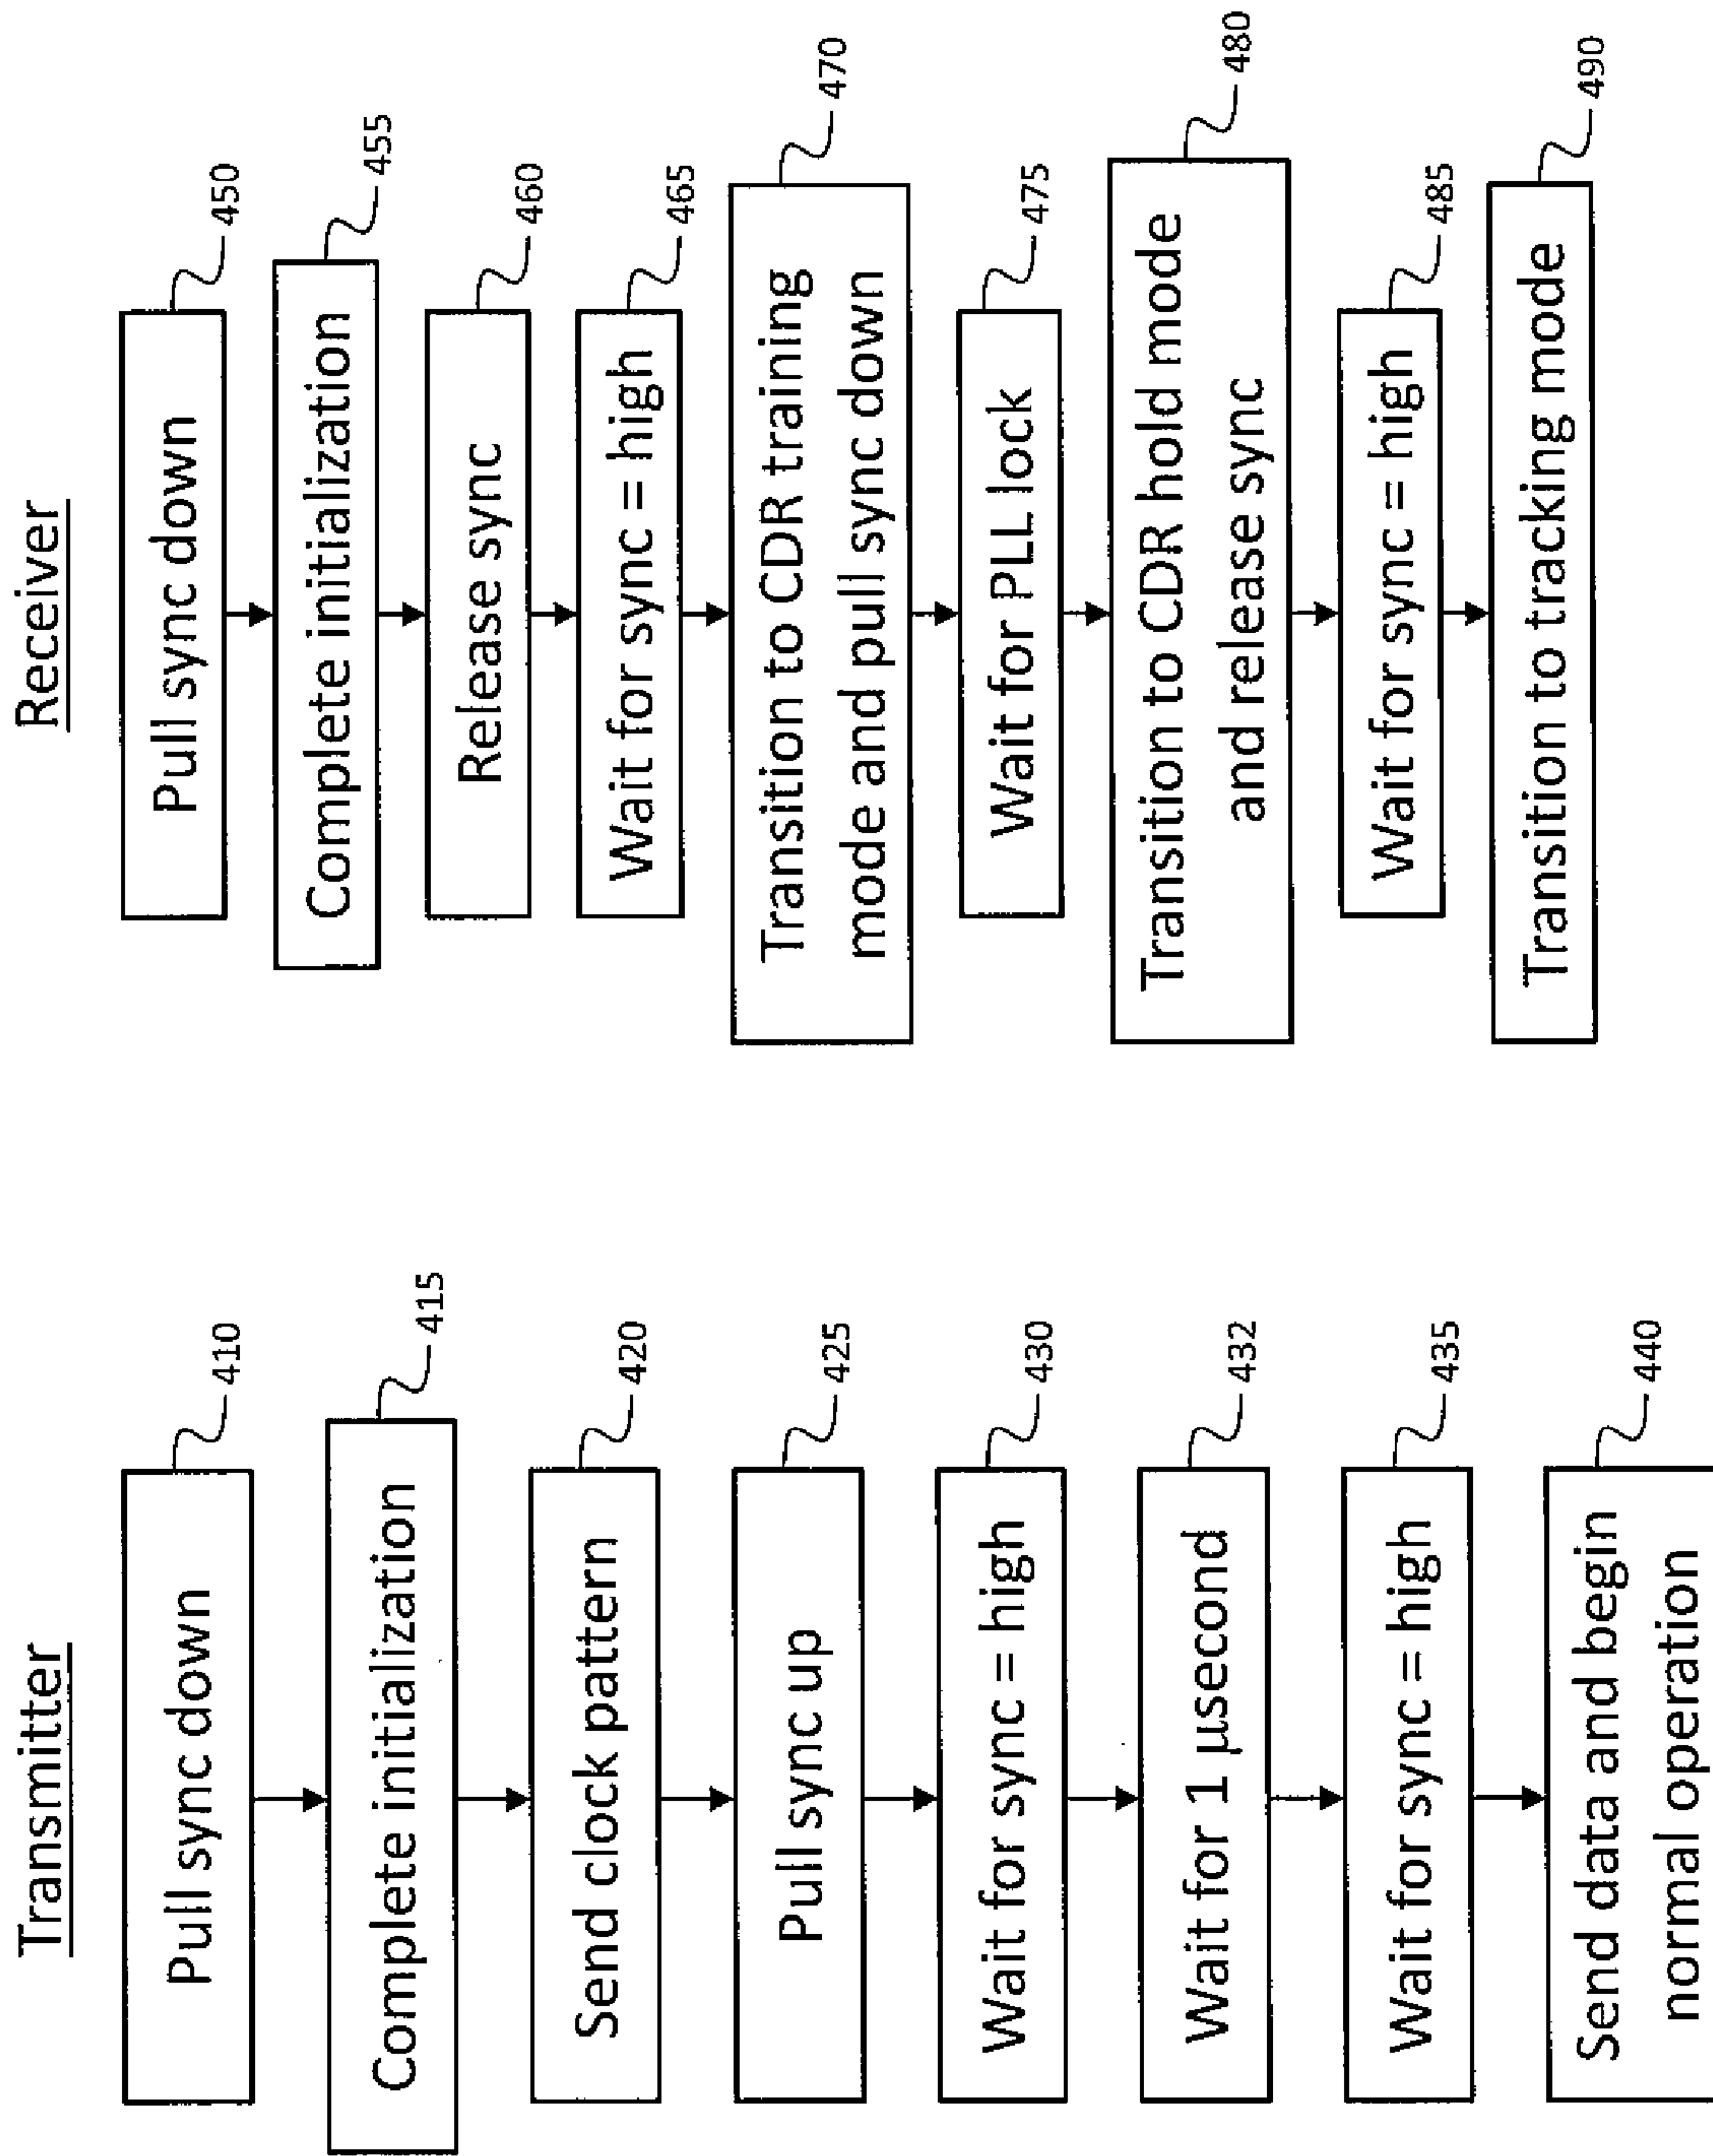 Transmitter
Pull sync down
410
Complete initialization
415
Send clock pattern
420
Pull sync up
425
Wait for sync = high
430
Wait for 1 µsecond
432
Wait for sync = high
435
Send data and begin
normal operation
440
Receiver
Pull sync down
450
Complete initialization
455
Release sync
460
Wait for sync = high
465
Transition to CDR training
mode and pull sync down
470
Wait for PLL lock
475
Transition to CDR hold mode
and release sync
480
Wait for sync = high
485
Transition to tracking mode
490